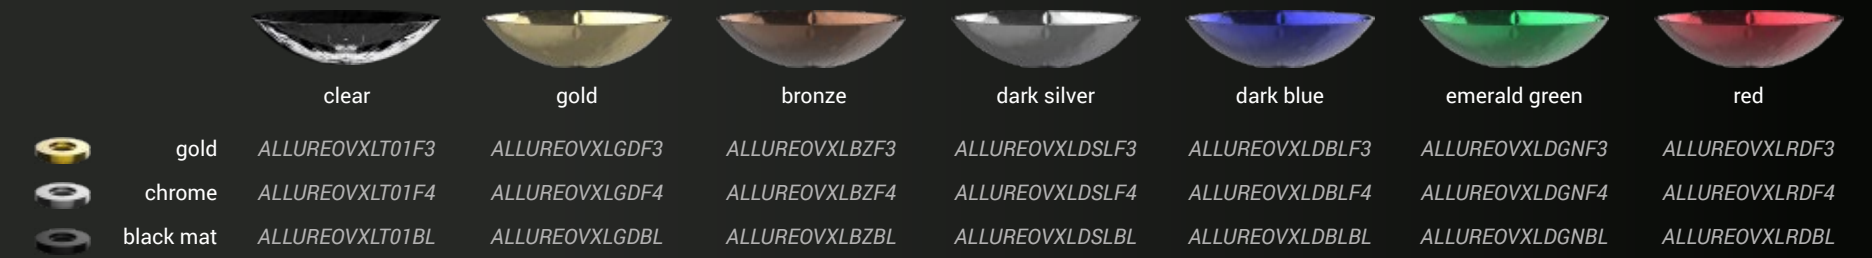 clear gold bronze dark silver dark blue emerald green red
gold ALLUREOVXLT01F3 ALLUREOVXLGDF3 ALLUREOVXLBZF3 ALLUREOVXLDSLF3 ALLUREOVXLDBLF3 ALLUREOVXLDGNF3 ALLUREOVXLRDF3
chrome ALLUREOVXLT01F4 ALLUREOVXLGDF4 ALLUREOVXLBZF4 ALLUREOVXLDSLF4 ALLUREOVXLDBLF4 ALLUREOVXLDGNF4 ALLUREOVXLRDF4
black mat ALLUREOVXLT01BL ALLUREOVXLGDBL ALLUREOVXLBZBL ALLUREOVXLDSLBL ALLUREOVXLDBLBL ALLUREOVXLDGNBL ALLUREOVXLRDBL